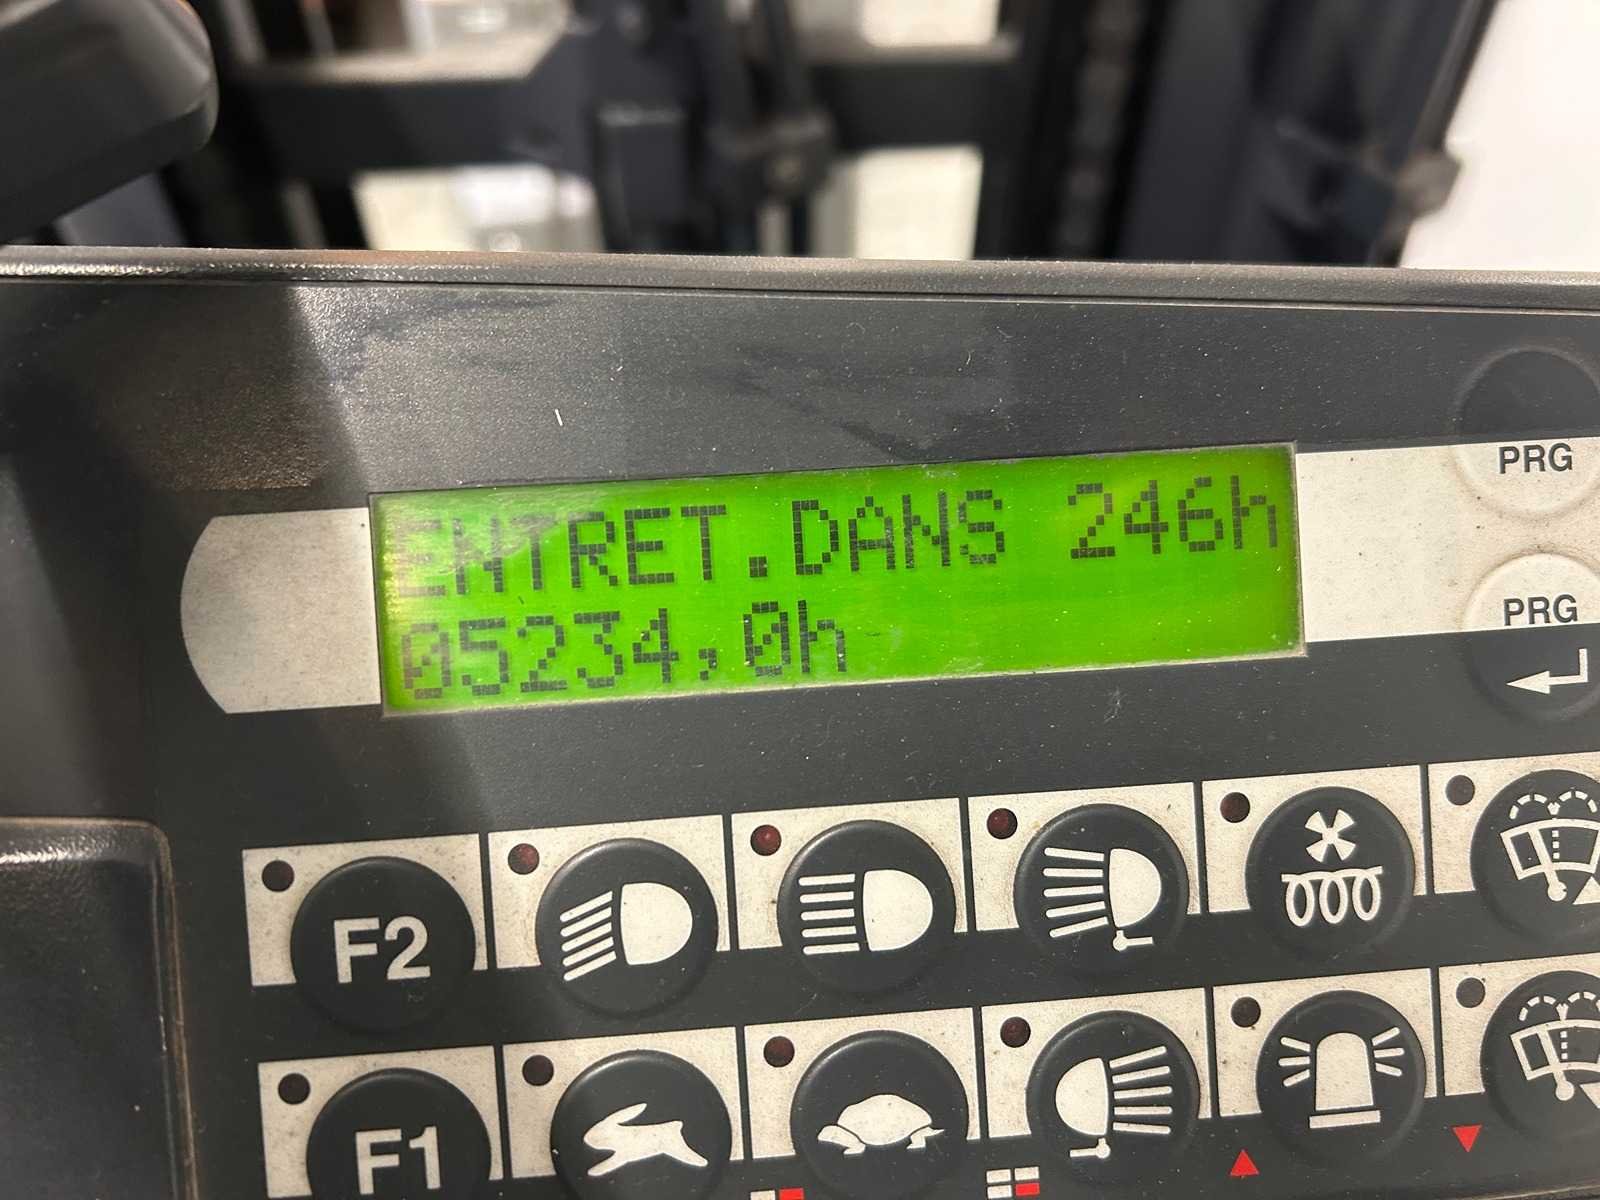 ENTRET.DANS 246h
05234,0h
PRG
PRG
F2
F1